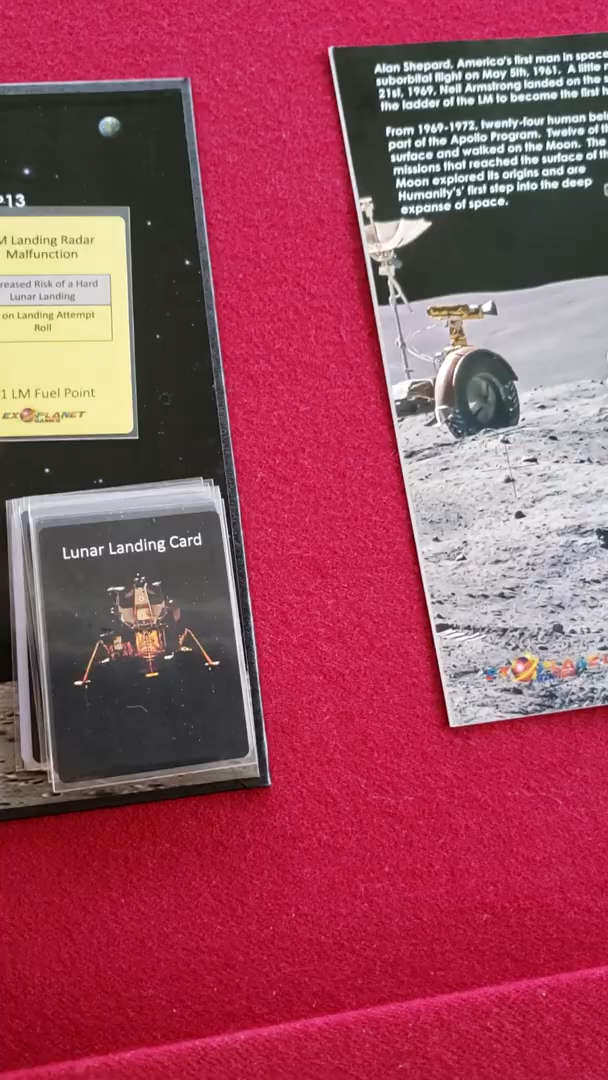 P13
M Landing Radar
Malfunction
reased Risk of a Hard
Lunar Landing
on Landing Attempt
Roll
1 LM Fuel Point
EXOPLANET
GAMES
Lunar Landing Card
Alan Shepard, America's first man in space
suborbital flight on May 5th, 1961. A little
21st, 1969, Neil Armstrong landed on the
the ladder of the LM to become the first
From 1969-1972, twenty-four human bei
part of the Apollo Program. Twelve of th
surface and walked on the Moon. The
missions that reached the surface of th
Moon explored its origins and are
Humanity's' first step into the deep
expanse of space.